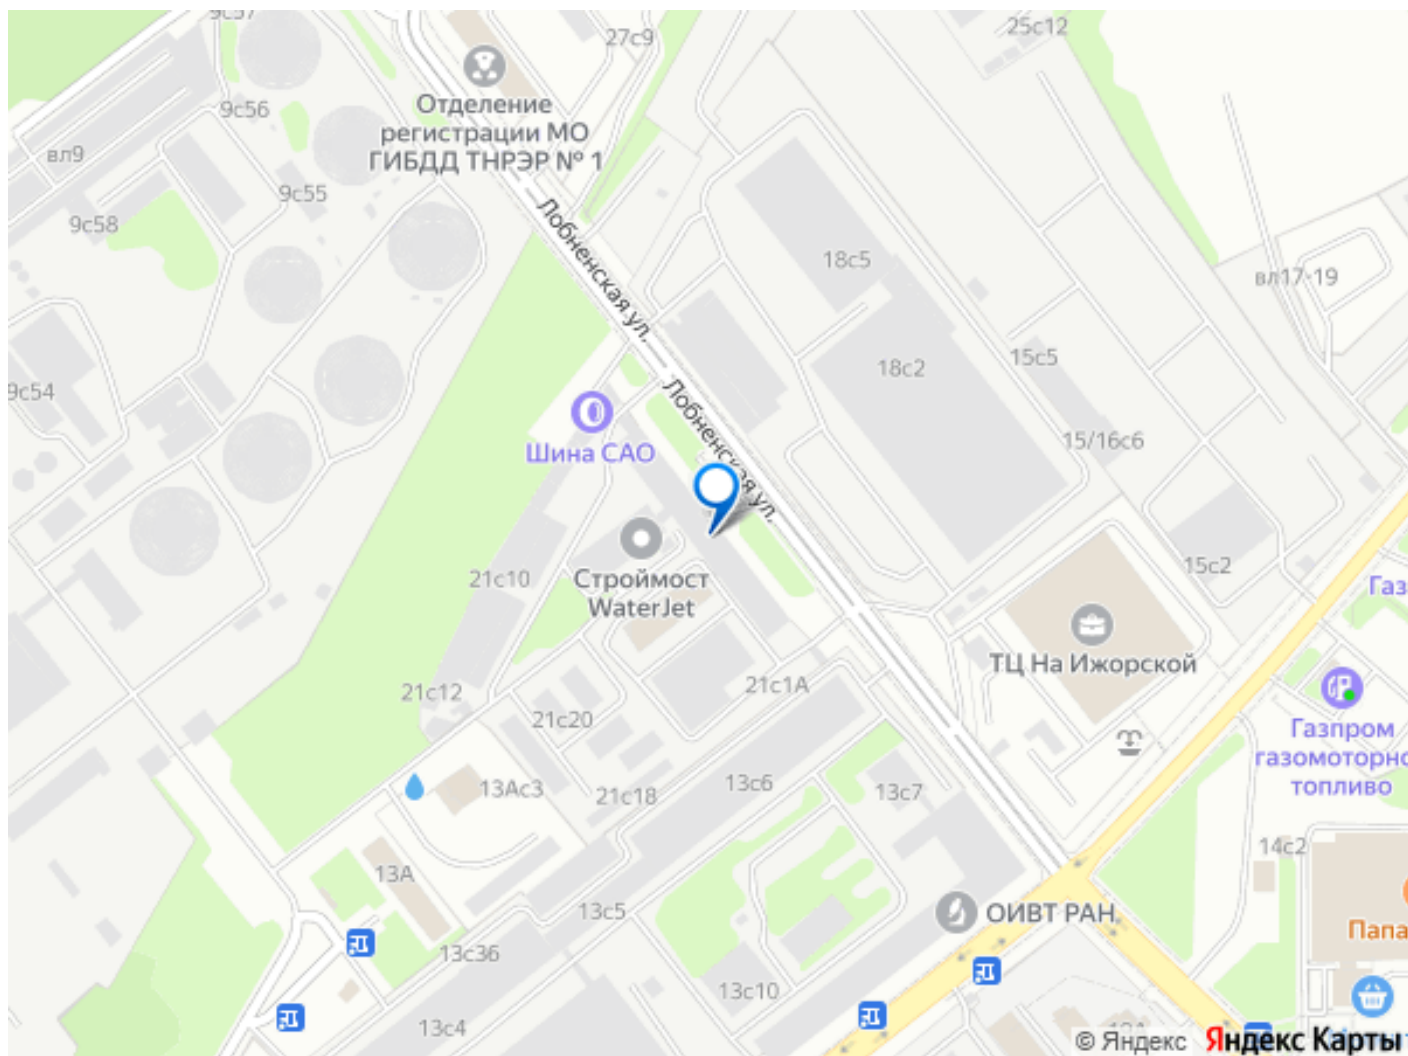 9с57
27с9
25с12
9с56
Отделение
регистрации МО
ГИБДД ТНРЭР № 1
вл9
9с55
9с58
Лобненская ул.
18с5
вл17-19
15с5
18с2
9с54
Лобненская ул.
15/16с6
Шина САО
21с10
Строймост
WaterJet
15с2
Газ
ТЦ На Ижорской
21с12
21с1А
21с20
Газпром
газомоторно
топливо
13Ас3
21с18
13с6
13с7
14с2
13А
13с5
ОИВТ РАН
Папа
13с36
13с10
13с4
© Яндекс
Яндекс Карты